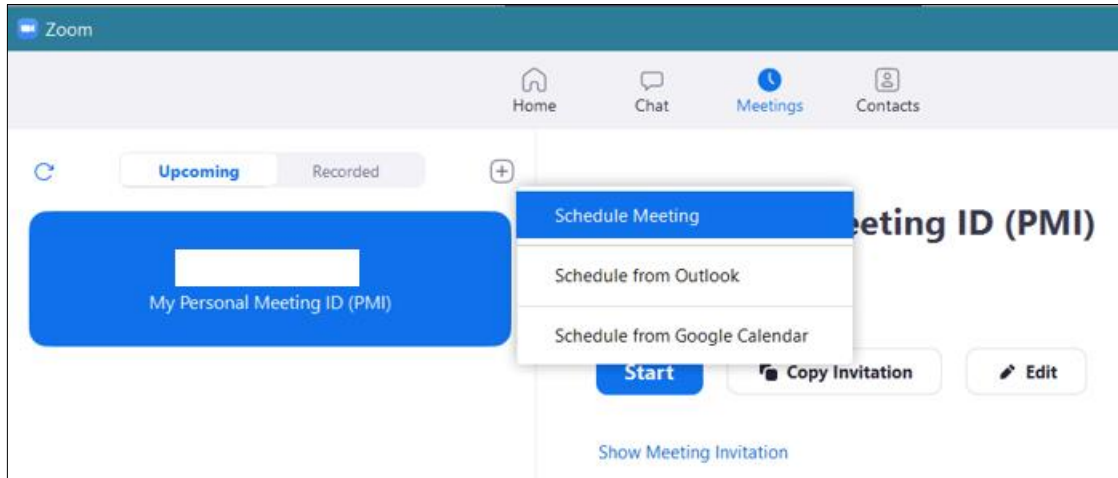 Zoom
Home Chat Meetings Contacts
Upcoming Recorded
Schedule Meeting
eeting ID (PMI)
Schedule from Outlook
My Personal Meeting ID (PMI)
Schedule from Google Calendar
Start Copy Invitation Edit
Show Meeting Invitation